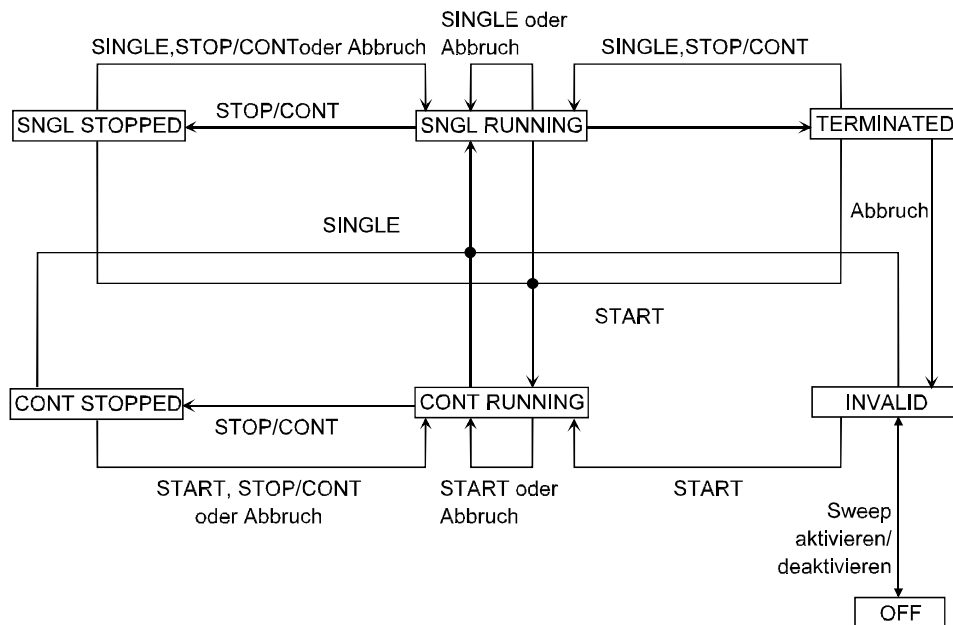 SINGLE oder
Abbruch
SINGLE,STOP/CONToder Abbruch
SINGLE,STOP/CONT
STOP/CONT
SNGL STOPPED
SNGL RUNNING
TERMINATED
Abbruch
SINGLE
START
CONT STOPPED
CONT RUNNING
INVALID
STOP/CONT
START, STOP/CONT
oder Abbruch
START oder
Abbruch
START
Sweep
aktivieren/
deaktivieren
OFF